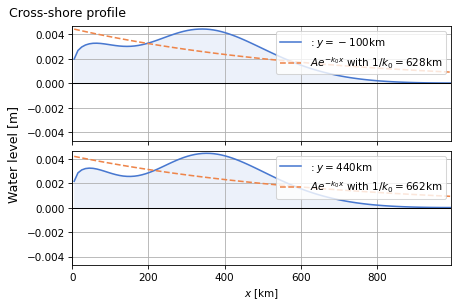 Cross-shore profile
0.004
0.002
0.000
−0.002
−0.004
: y = −100km
Ae^{−k₀x} with 1/k₀ = 628km
Water level [m]
0.004
0.002
0.000
−0.002
−0.004
: y = 440km
Ae^{−k₀x} with 1/k₀ = 662km
0 200 400 600 800
x [km]